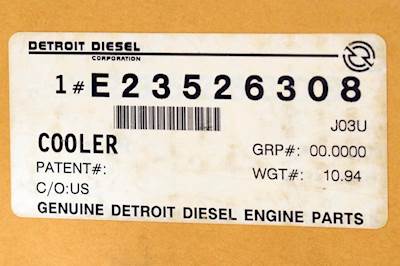 DETROIT DIESEL
CORPORATION
1# E23526308
J03U
COOLER
GRP#: 00.0000
PATENT#:
WGT#: 10.94
C/O:US
GENUINE DETROIT DIESEL ENGINE PARTS